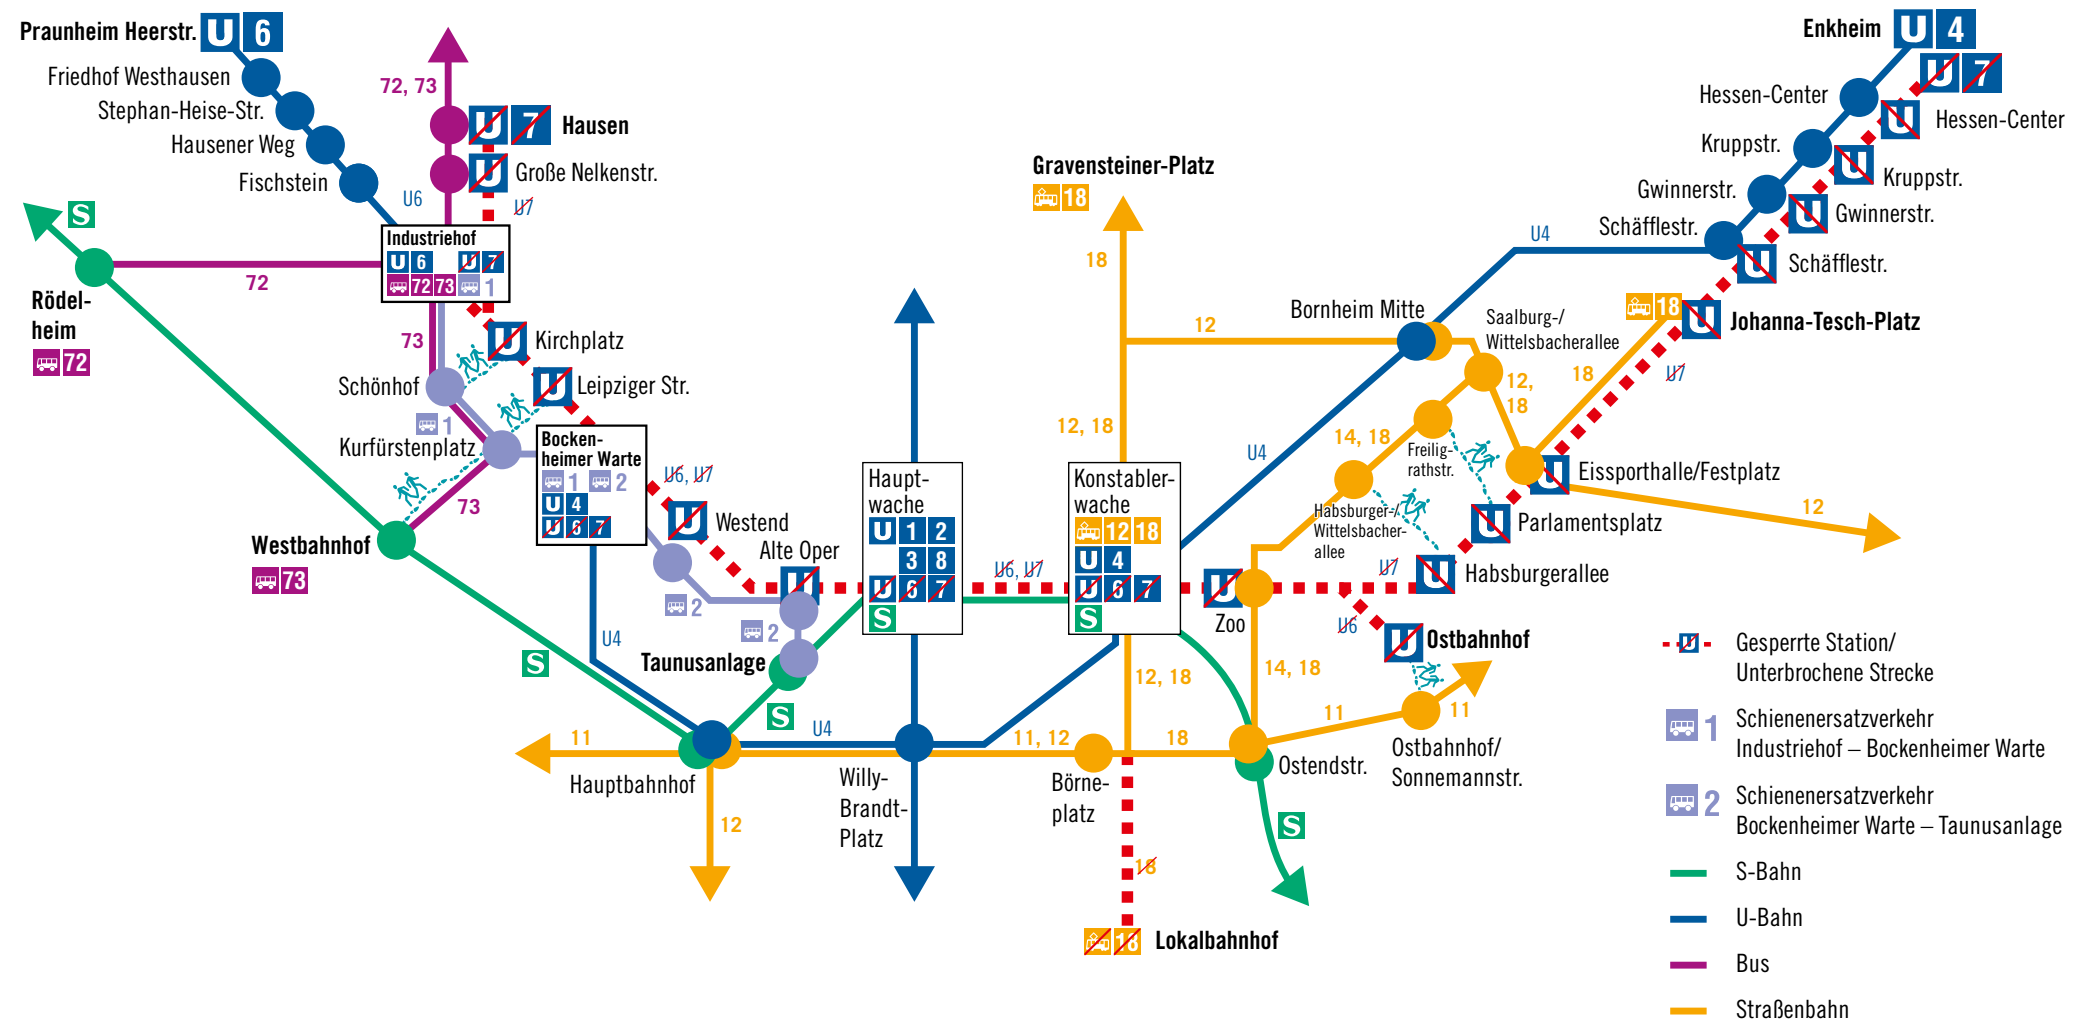 Praunheim Heerstr. U 6
Friedhof Westhausen
Stephan-Heise-Str.
Hausener Weg
Fischstein
U6
72, 73
U 7 Hausen
U Große Nelkenstr.
U7
S
Rödel-
heim
72
72
Industriehof
U 6 U 7
72 73 1
73
U Kirchplatz
Schönhof
U Leipziger Str.
1
Kurfürstenplatz
73
Westbahnhof
73
Bocken-
heimer Warte
1 2
U 4
U 6 7
U6, U7
U Westend
Alte Oper
U
2
2
U4
Taunusanlage
S
S
11
Hauptbahnhof
12
U4
Willy-
Brandt-
Platz
Haupt-
wache
U 1 2
3 8
U 6 7
S
U6, U7
Gravensteiner-Platz
18
18
12
12, 18
Konstabler-
wache
12 18
U 4
U 6 7
S
12, 18
11, 12
18
Börne-
platz
18
18 Lokalbahnhof
U
Zoo
14, 18
Ostendstr.
S
11
11
Ostbahnhof/
Sonnemannstr.
U Ostbahnhof
U6
U7
U Habsburgerallee
U Parlamentsplatz
U Eissporthalle/Festplatz
12
Habsburger-/
Wittelsbacher-
allee
Freilig-
rathstr.
14, 18
12,
18
18
Saalburg-/
Wittelsbacherallee
Bornheim Mitte
U4
U4
U7
18 U Johanna-Tesch-Platz
Schäfflestr.
U Schäfflestr.
Gwinnerstr.
U Gwinnerstr.
Kruppstr.
U Kruppstr.
Hessen-Center
U Hessen-Center
Enkheim U 4
U 7
U Gesperrte Station/
Unterbrochene Strecke
1 Schienenersatzverkehr
Industriehof – Bockenheimer Warte
2 Schienenersatzverkehr
Bockenheimer Warte – Taunusanlage
S-Bahn
U-Bahn
Bus
Straßenbahn